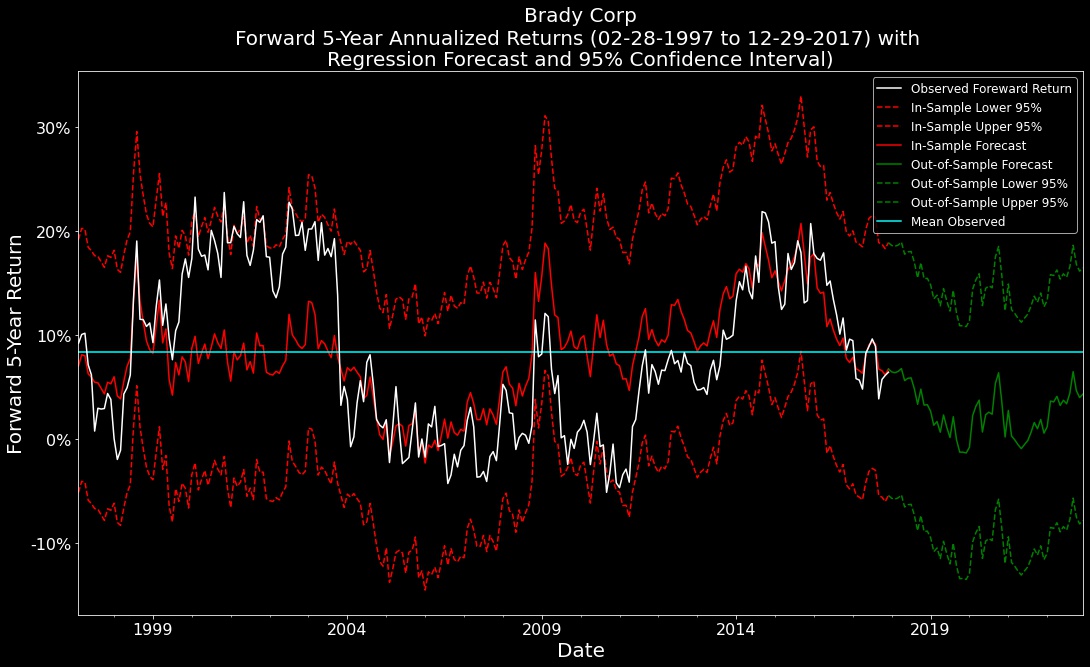 Brady Corp
Forward 5-Year Annualized Returns (02-28-1997 to 12-29-2017) with
Regression Forecast and 95% Confidence Interval)
Forward 5-Year Return
30%
20%
10%
0%
-10%
Observed Foreward Return
In-Sample Lower 95%
In-Sample Upper 95%
In-Sample Forecast
Out-of-Sample Forecast
Out-of-Sample Lower 95%
Out-of-Sample Upper 95%
Mean Observed
1999
2004
2009
2014
2019
Date